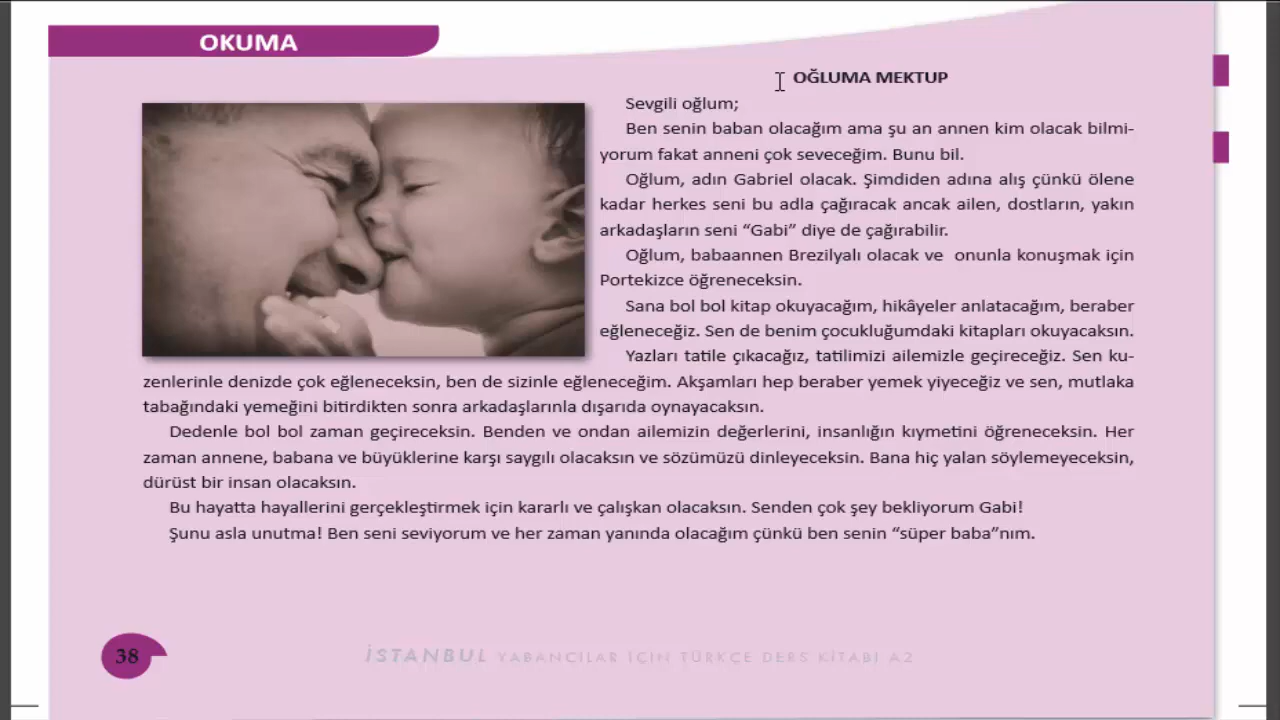 OKUMA
OĞLUMA MEKTUP
Sevgili oğlum;
Ben senin baban olacağım ama şu an annen kim olacak bilmi-
yorum fakat anneni çok seveceğim. Bunu bil.
Oğlum, adın Gabriel olacak. Şimdiden adına alış çünkü ölene
kadar herkes seni bu adla çağıracak ancak ailen, dostların, yakın
arkadaşların seni “Gabi” diye de çağırabilir.
Oğlum, babaannen Brezilyalı olacak ve onunla konuşmak için
Portekizce öğreneceksin.
Sana bol bol kitap okuyacağım, hikâyeler anlatacağım, beraber
eğleneceğiz. Sen de benim çocukluğumdaki kitapları okuyacaksın.
Yazları tatile çıkacağız, tatilimizi ailemizle geçireceğiz. Sen ku-
zenlerinle denizde çok eğleneceksin, ben de sizinle eğleneceğim. Akşamları hep beraber yemek yiyeceğiz ve sen, mutlaka
tabağındaki yemeğini bitirdikten sonra arkadaşlarınla dışarıda oynayacaksın.
Dedenle bol bol zaman geçireceksin. Benden ve ondan ailemizin değerlerini, insanlığın kıymetini öğreneceksin. Her
zaman annene, babana ve büyüklerine karşı saygılı olacaksın ve sözümüzü dinleyeceksin. Bana hiç yalan söylemeyeceksin,
dürüst bir insan olacaksın.
Bu hayatta hayallerini gerçekleştirmek için kararlı ve çalışkan olacaksın. Senden çok şey bekliyorum Gabi!
Şunu asla unutma! Ben seni seviyorum ve her zaman yanında olacağım çünkü ben senin “süper baba”nım.
38
İSTANBUL YABANCILAR İÇİN TÜRKÇE DERS KİTABI A2